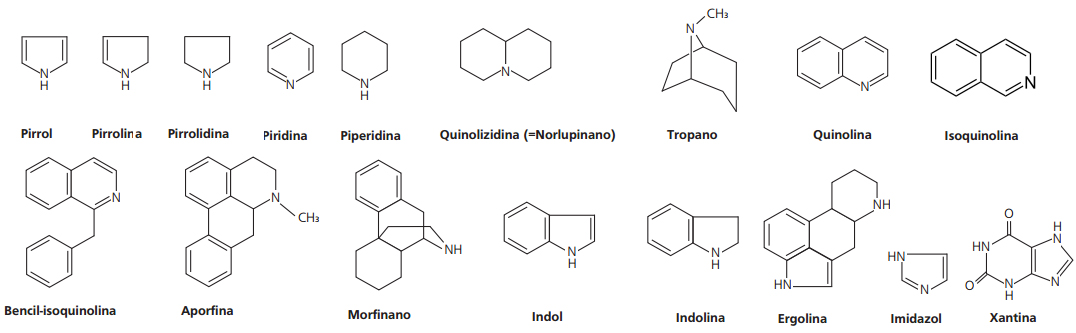 CH₃
N
N
H
N
H
N
H
N
N
H
N
N
N
Pirrol Pirrolina Pirrolidina Piridina Piperidina Quinolizidina (=Norlupinano) Tropano Quinolina Isoquinolina
N
N
CH₃
NH
N
H
N
H
NH
HN
HN
N
O
HN
O
N
H
H
N
N
Bencil-isoquinolina Aporfina Morfinano Indol Indolina Ergolina Imidazol Xantina